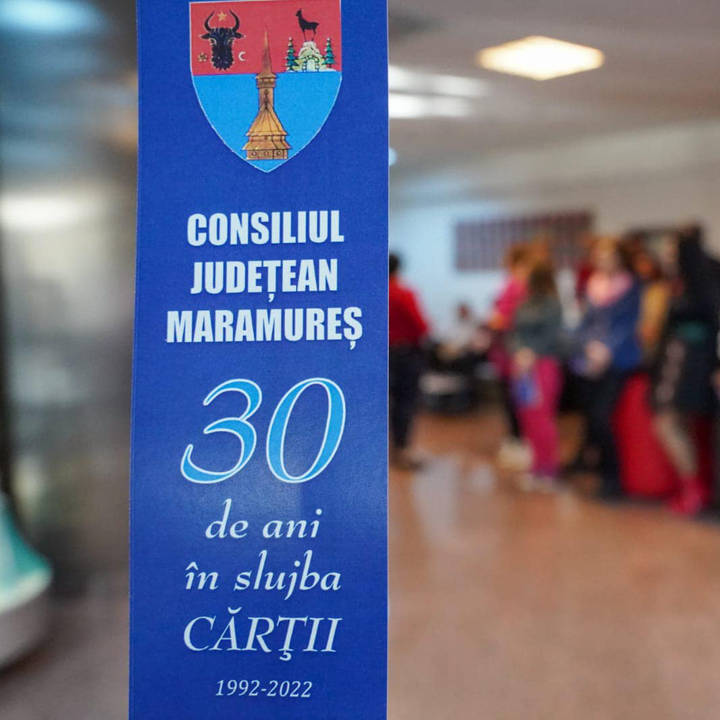 CONSILIUL
JUDEȚEAN
MARAMUREȘ
30
de ani
în slujba
CĂRŢII
1992-2022